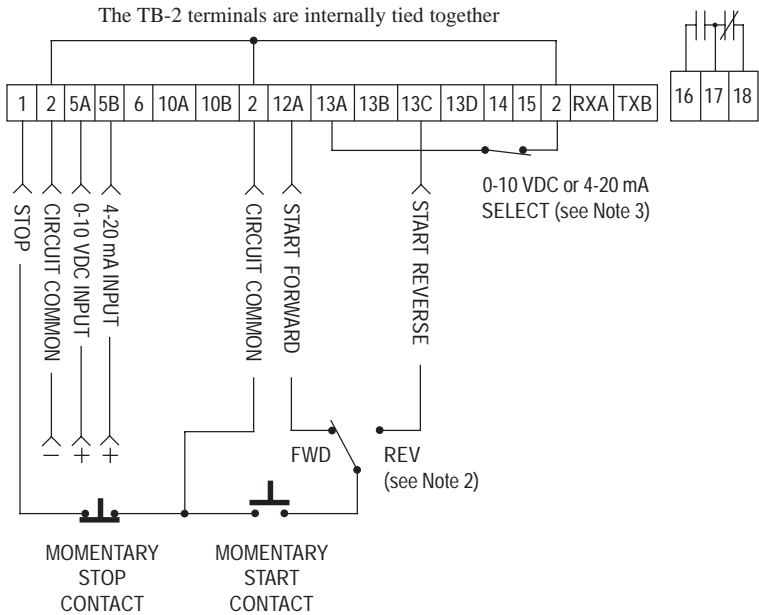 The TB-2 terminals are internally tied together
1 2 5A 5B 6 10A 10B 2 12A 13A 13B 13C 13D 14 15 2 RXA TXB
16 17 18
STOP
CIRCUIT COMMON
0-10 VDC INPUT
4-20 mA INPUT
CIRCUIT COMMON
START FORWARD
START REVERSE
0-10 VDC or 4-20 mA
SELECT (see Note 3)
– + +
FWD
REV
(see Note 2)
MOMENTARY
STOP
CONTACT
MOMENTARY
START
CONTACT